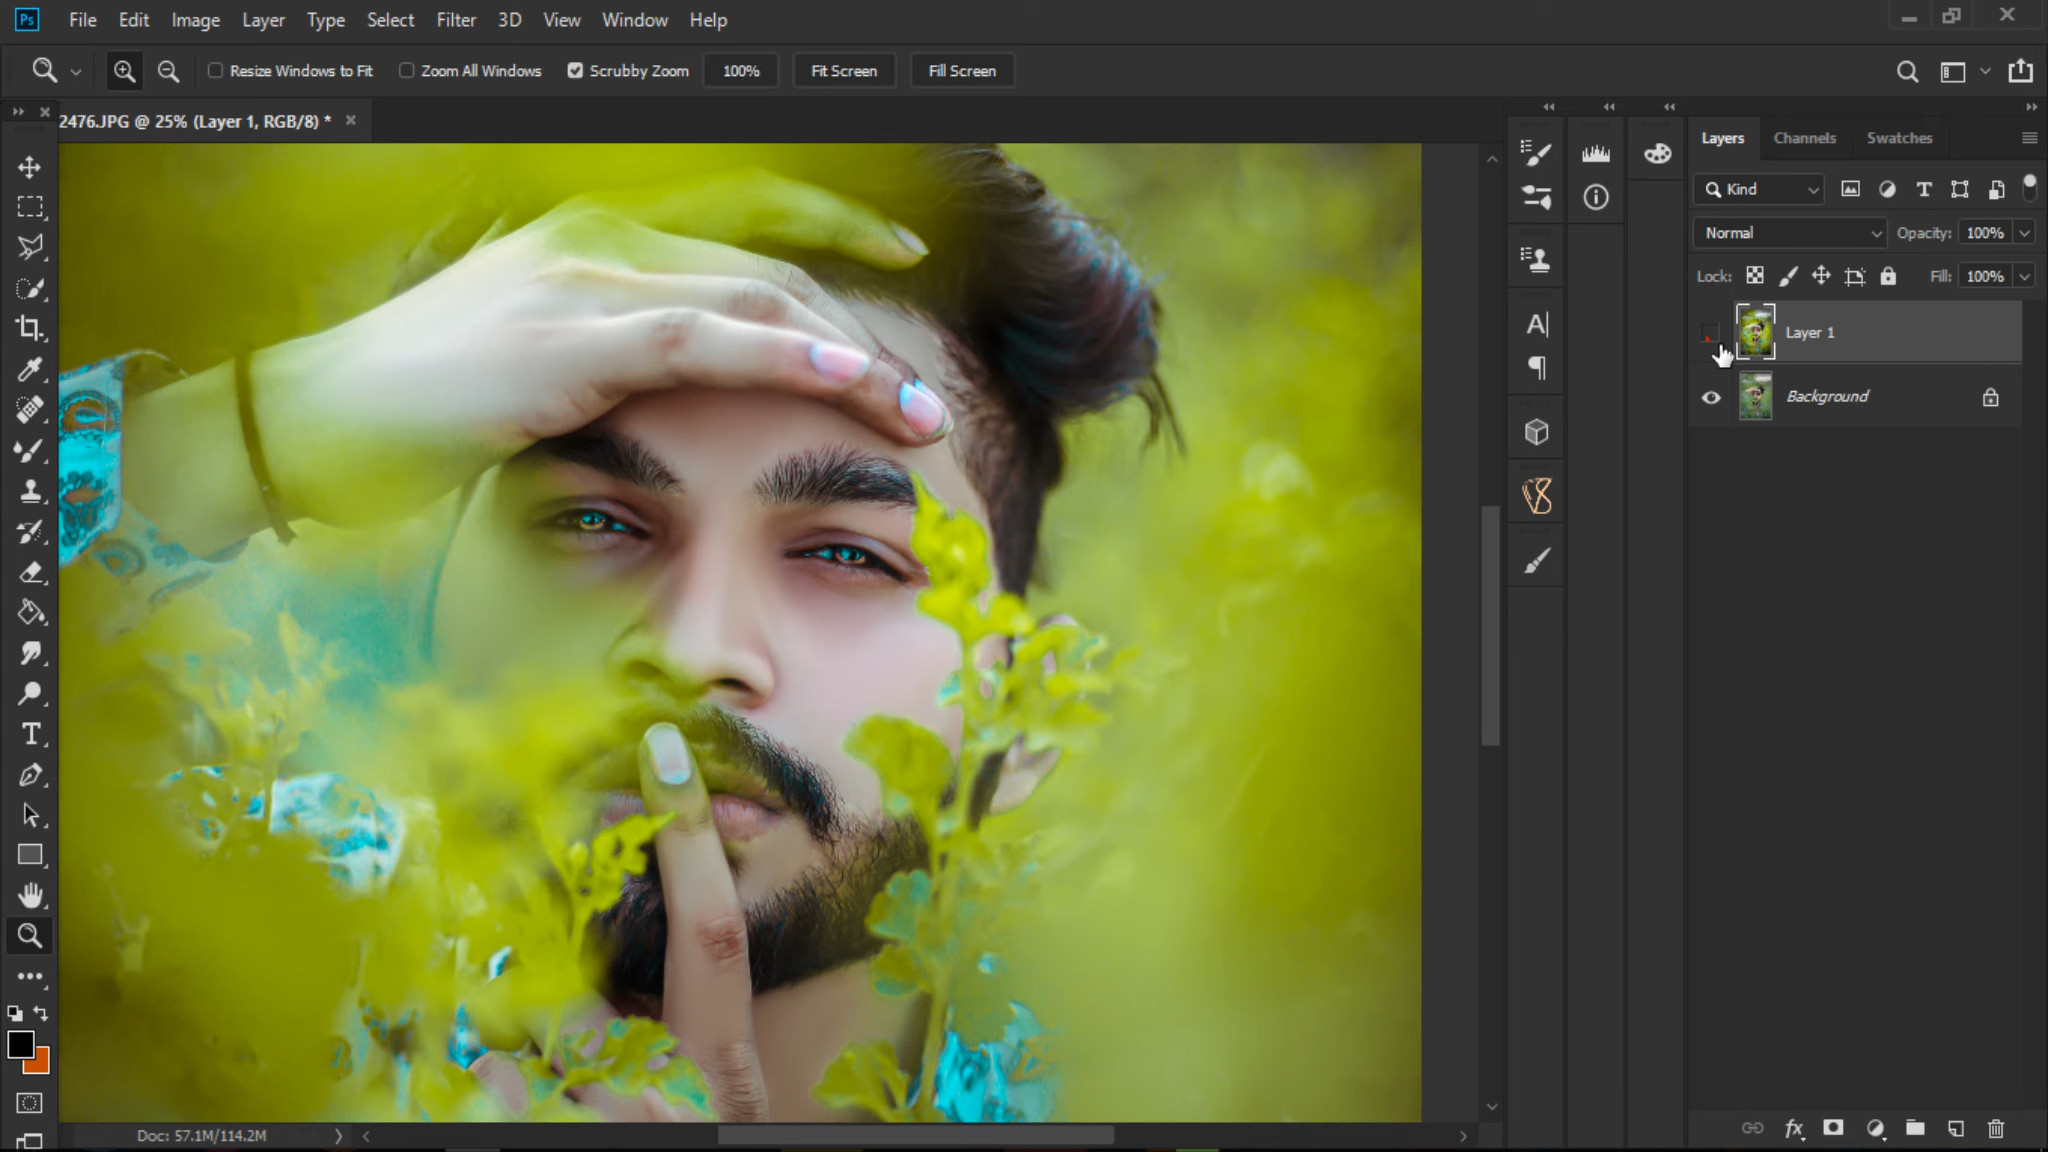 Ps File Edit Image Layer Type Select Filter 3D View Window Help
Resize Windows to Fit Zoom All Windows Scrubby Zoom 100% Fit Screen Fill Screen
2476.JPG @ 25% (Layer 1, RGB/8) *
Layers Channels Swatches
Kind
Normal Opacity: 100%
Lock: Fill: 100%
Layer 1
Background
Doc: 57.1M/114.2M